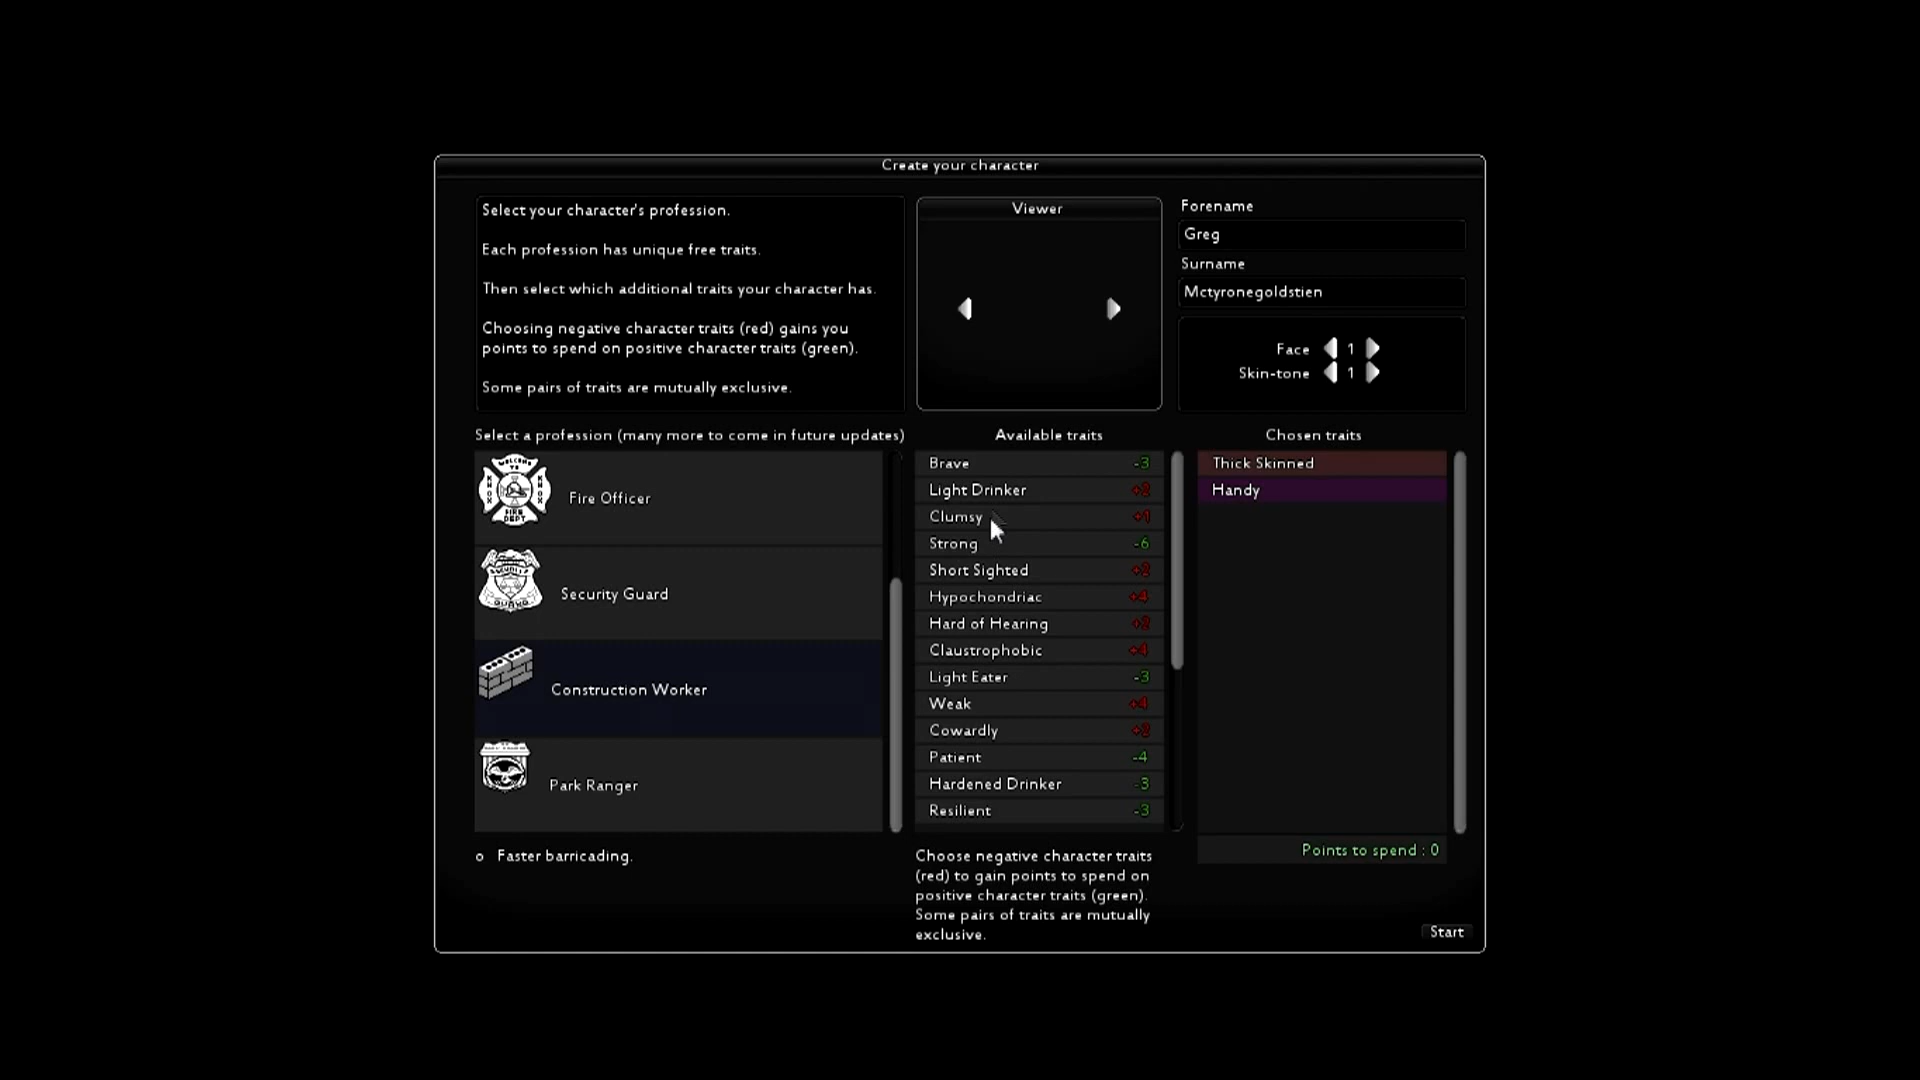 Create your character
Select your character's profession.
Each profession has unique free traits.
Then select which additional traits your character has.
Choosing negative character traits (red) gains you
points to spend on positive character traits (green).
Some pairs of traits are mutually exclusive.
Viewer
Forename
Greg
Surname
Mctyronegoldstien
Face 1
Skin-tone 1
Select a profession (many more to come in future updates)
Fire Officer
Security Guard
Construction Worker
Park Ranger
o Faster barricading.
Available traits
Brave -3
Light Drinker +2
Clumsy +1
Strong -6
Short Sighted +2
Hypochondriac +4
Hard of Hearing +2
Claustrophobic +4
Light Eater -3
Weak +4
Cowardly +2
Patient -4
Hardened Drinker -3
Resilient -3
Choose negative character traits
(red) to gain points to spend on
positive character traits (green).
Some pairs of traits are mutually
exclusive.
Chosen traits
Thick Skinned
Handy
Points to spend : 0
Start